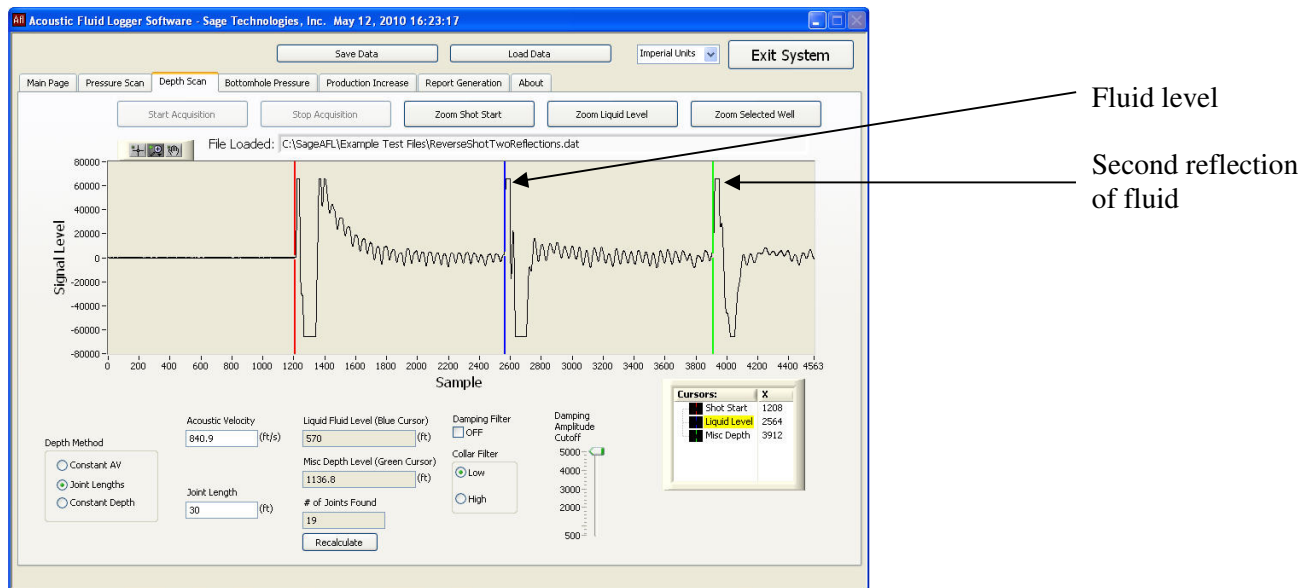 Afl Acoustic Fluid Logger Software - Sage Technologies, Inc. May 12, 2010 16:23:17
Save Data
Load Data
Imperial Units
Exit System
Main Page
Pressure Scan
Depth Scan
Bottomhole Pressure
Production Increase
Report Generation
About
Start Acquisition
Stop Acquisition
Zoom Shot Start
Zoom Liquid Level
Zoom Selected Well
File Loaded: C:\SageAFL\Example Test Files\ReverseShotTwoReflections.dat
Fluid level
Second reflection
of fluid
Signal Level
80000
60000
40000
20000
0
-20000
-40000
-60000
-80000
0 200 400 600 800 1000 1200 1400 1600 1800 2000 2200 2400 2600 2800 3000 3200 3400 3600 3800 4000 4200 4400 4563
Sample
Cursors: X
Shot Start 1208
Liquid Level 2564
Misc Depth 3912
Depth Method
Constant AV
Joint Lengths
Constant Depth
Acoustic Velocity
840.9 (ft/s)
Joint Length
30 (ft)
Liquid Fluid Level (Blue Cursor)
570 (ft)
Misc Depth Level (Green Cursor)
1136.8 (ft)
# of Joints Found
19
Recalculate
Damping Filter
OFF
Collar Filter
Low
High
Damping
Amplitude
Cutoff
5000
4000
3000
2000
500